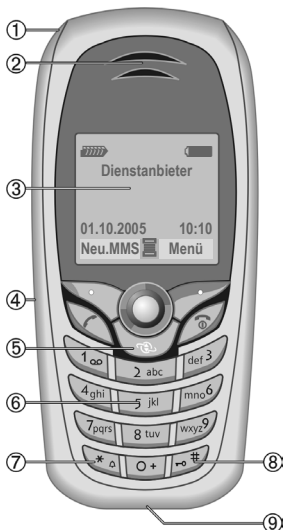 ①
②
Dienstanbieter
③
01.10.2005 10:10
Neu.MMS Menü
④
⑤
1 2 abc def 3
4 ghi 5 jkl mno 6
⑥
7 pqrs 8 tuv wxyz 9
⑦ * 0 + # ⑧
⑨